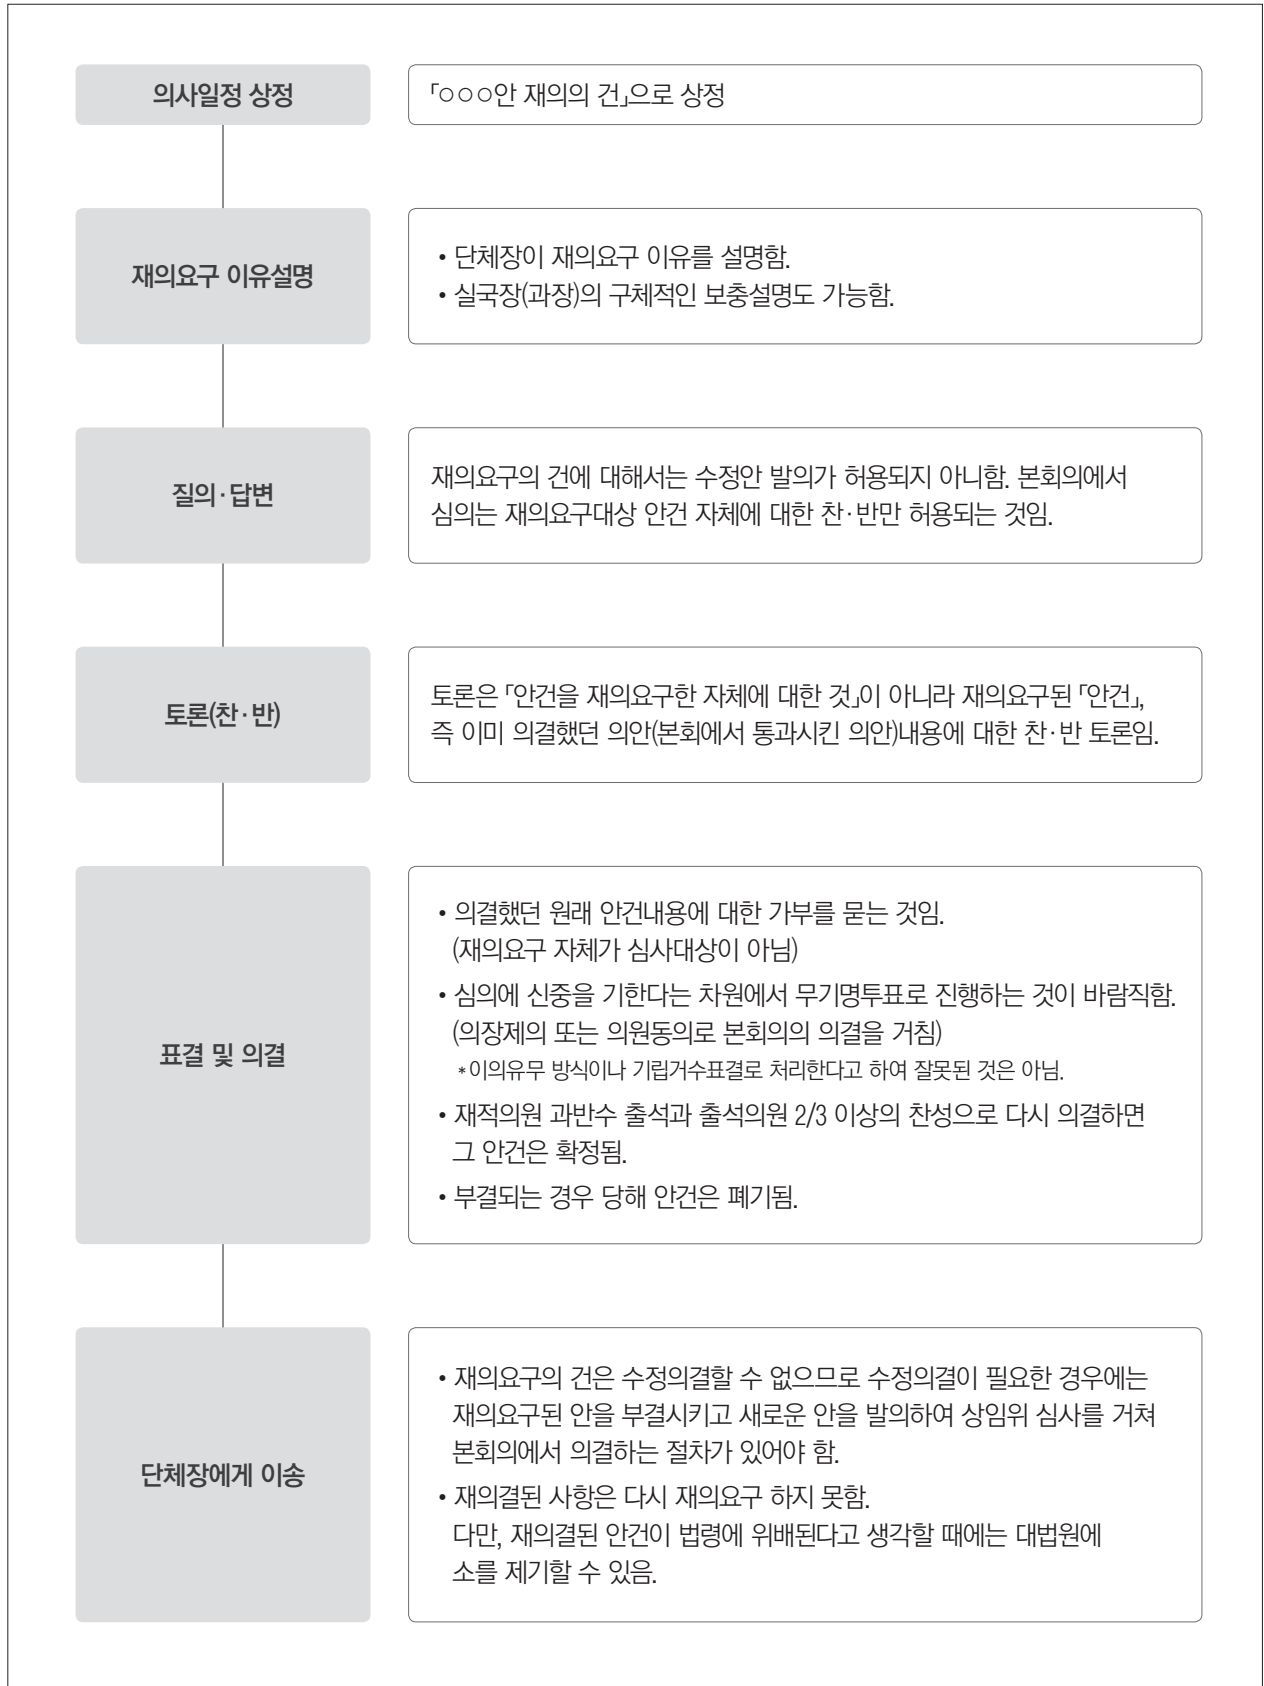 의사일정 상정
「○○○안 재의의 건」으로 상정
재의요구 이유설명
• 단체장이 재의요구 이유를 설명함.
• 실국장(과장)의 구체적인 보충설명도 가능함.
질의·답변
재의요구의 건에 대해서는 수정안 발의가 허용되지 아니함. 본회의에서
심의는 재의요구대상 안건 자체에 대한 찬·반만 허용되는 것임.
토론(찬·반)
토론은 「안건을 재의요구한 자체에 대한 것」이 아니라 재의요구된 「안건」,
즉 이미 의결했던 의안(본회에서 통과시킨 의안)내용에 대한 찬·반 토론임.
표결 및 의결
• 의결했던 원래 안건내용에 대한 가부를 묻는 것임.
(재의요구 자체가 심사대상이 아님)
• 심의에 신중을 기한다는 차원에서 무기명투표로 진행하는 것이 바람직함.
(의장제의 또는 의원동의로 본회의의 의결을 거침)
*이의유무 방식이나 기립거수표결로 처리한다고 하여 잘못된 것은 아님.
• 재적의원 과반수 출석과 출석의원 2/3 이상의 찬성으로 다시 의결하면
그 안건은 확정됨.
• 부결되는 경우 당해 안건은 폐기됨.
단체장에게 이송
• 재의요구의 건은 수정의결할 수 없으므로 수정의결이 필요한 경우에는
재의요구된 안을 부결시키고 새로운 안을 발의하여 상임위 심사를 거쳐
본회의에서 의결하는 절차가 있어야 함.
• 재의결된 사항은 다시 재의요구 하지 못함.
다만, 재의결된 안건이 법령에 위배된다고 생각할 때에는 대법원에
소를 제기할 수 있음.